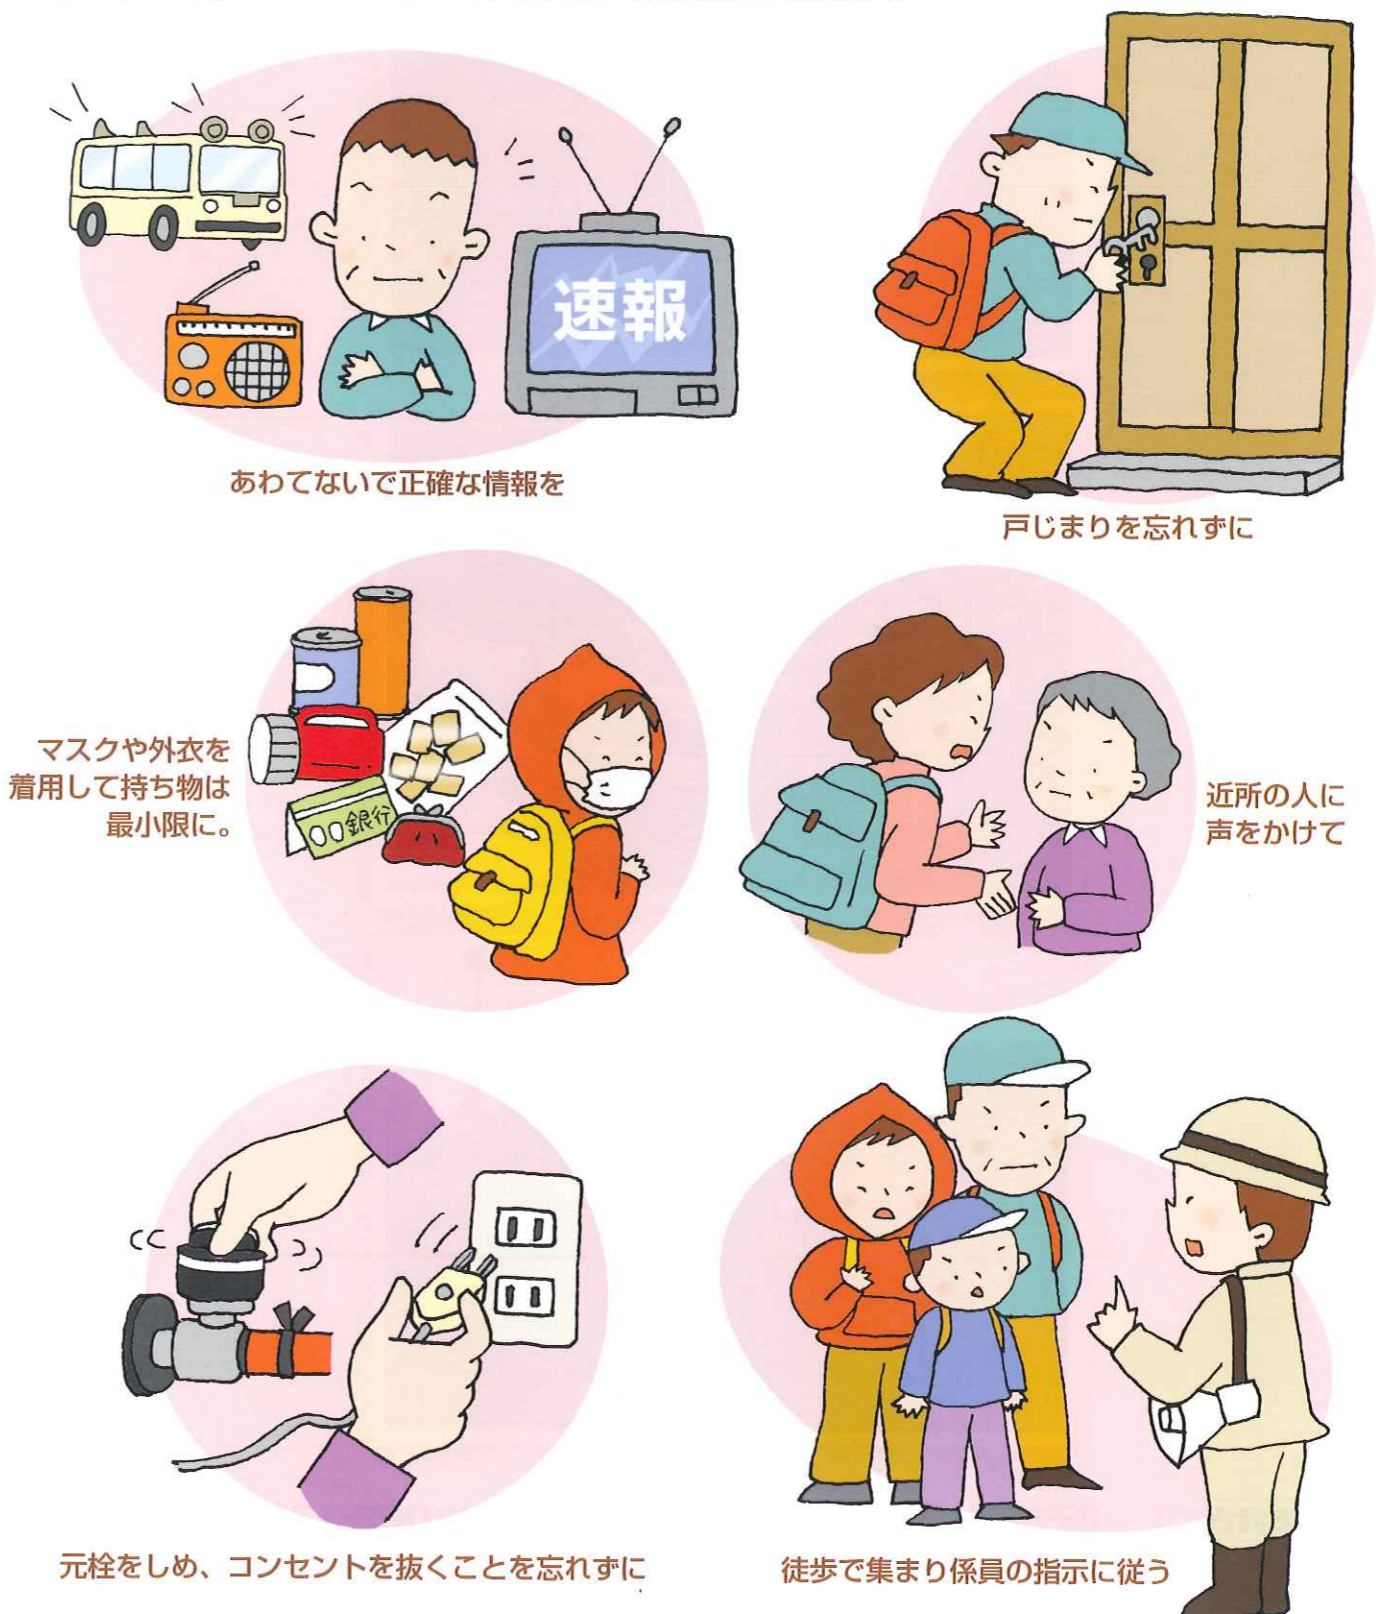 速報
あわてないで正確な情報を
戸じまりを忘れずに
マスクや外衣を
着用して持ち物は
最小限に。
〇〇銀行
近所の人に
声をかけて
元栓をしめ、コンセントを抜くことを忘れずに
徒歩で集まり係員の指示に従う